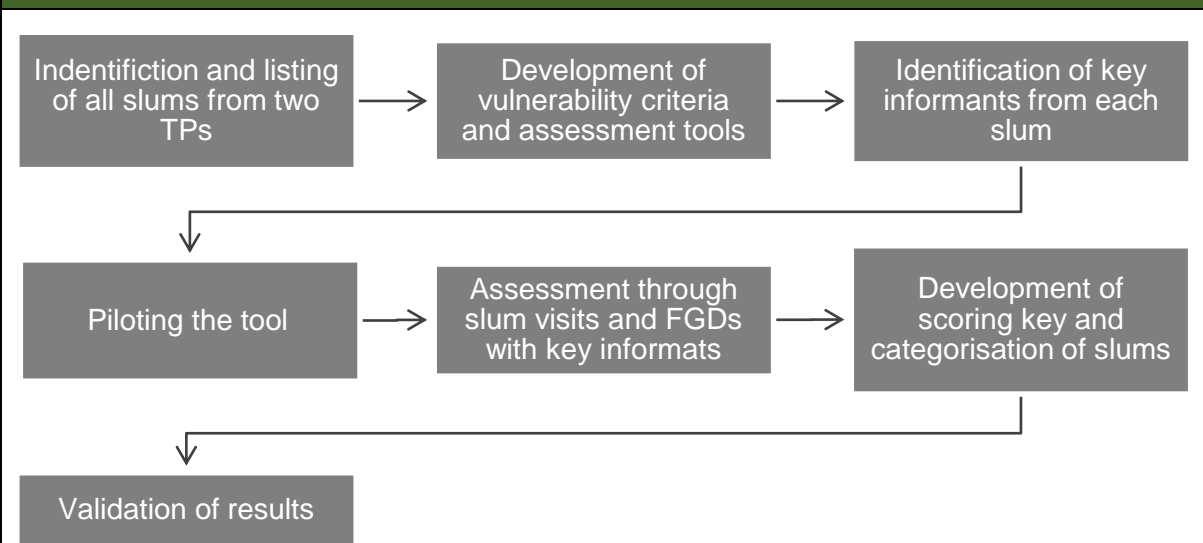 Indentifiction and listing
of all slums from two
TPs
Development of
vulnerability criteria
and assessment tools
Identification of key
informants from each
slum
Piloting the tool
Assessment through
slum visits and FGDs
with key informats
Development of
scoring key and
categorisation of slums
Validation of results